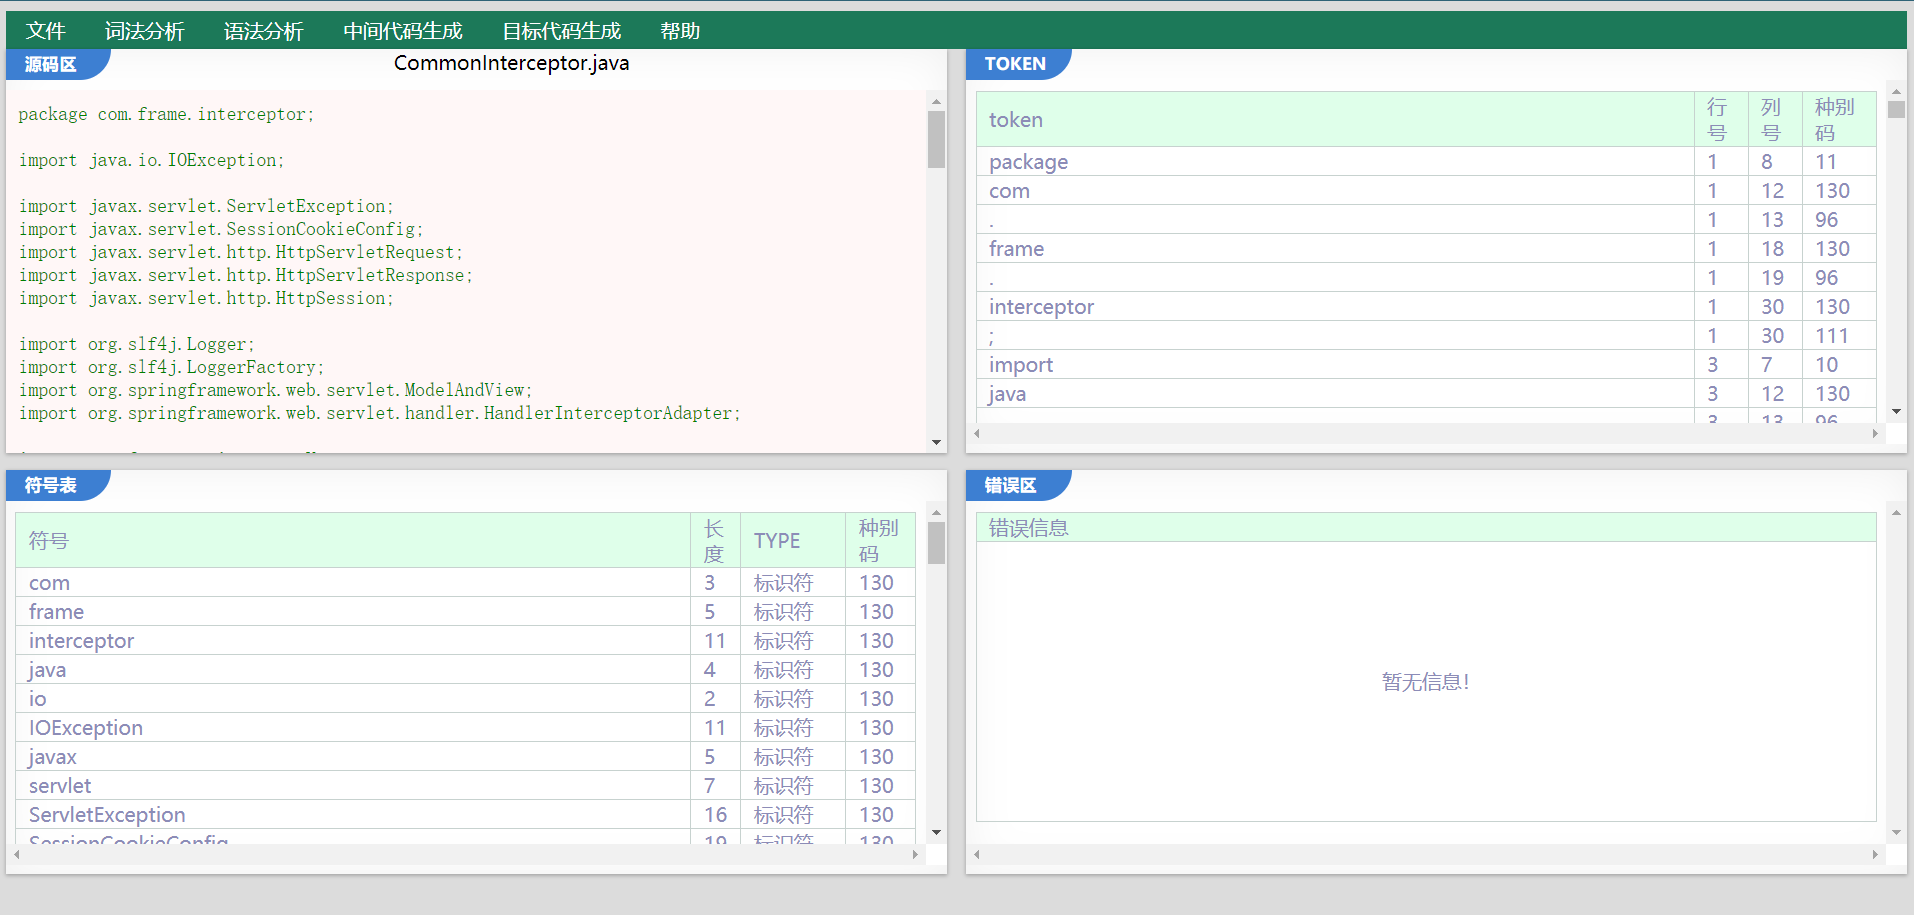 文件 词法分析 语法分析 中间代码生成 目标代码生成 帮助
源码区 CommonInterceptor.java
package com.frame.interceptor;
import java.io.IOException;
import javax.servlet.ServletException;
import javax.servlet.SessionCookieConfig;
import javax.servlet.http.HttpServletRequest;
import javax.servlet.http.HttpServletResponse;
import javax.servlet.http.HttpSession;
import org.slf4j.Logger;
import org.slf4j.LoggerFactory;
import org.springframework.web.servlet.ModelAndView;
import org.springframework.web.servlet.handler.HandlerInterceptorAdapter;
TOKEN
token 行号 列号 种别码
package 1 8 11
com 1 12 130
. 1 13 96
frame 1 18 130
. 1 19 96
interceptor 1 30 130
; 1 30 111
import 3 7 10
java 3 12 130
3 13 96
符号表
符号 长度 TYPE 种别码
com 3 标识符 130
frame 5 标识符 130
interceptor 11 标识符 130
java 4 标识符 130
io 2 标识符 130
IOException 11 标识符 130
javax 5 标识符 130
servlet 7 标识符 130
ServletException 16 标识符 130
SessionCookieConfig 19 标识符 130
错误区
错误信息
暂无信息!